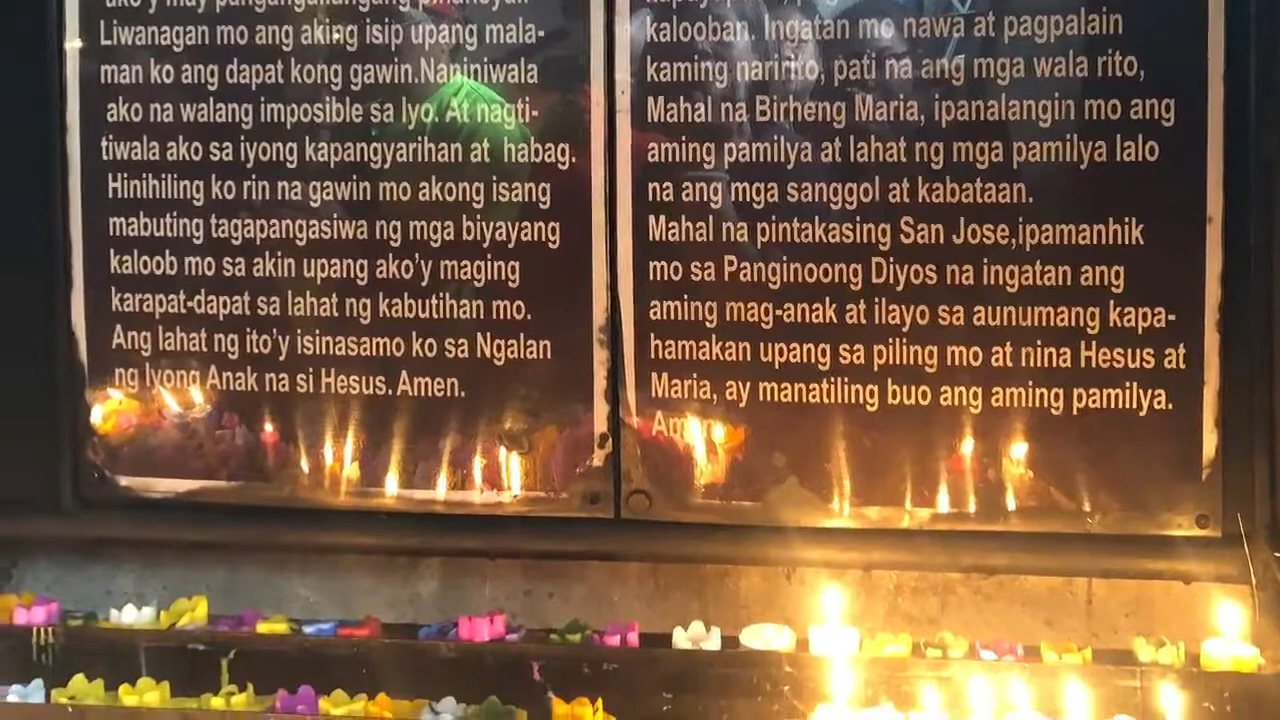 ako'y may pangangailangang
Liwanagan mo ang aking isip upang mala-
man ko ang dapat kong gawin.Naniniwala
ako na walang imposible sa Iyo. At nagti-
tiwala ako sa iyong kapangyarihan at habag.
Hinihiling ko rin na gawin mo akong isang
mabuting tagapangasiwa ng mga biyayang
kaloob mo sa akin upang ako'y maging
karapat-dapat sa lahat ng kabutihan mo.
Ang lahat ng ito'y isinasamo ko sa Ngalan
ng Iyong Anak na si Hesus. Amen.
kalooban. Ingatan mo nawa at pagpalain
kaming naririto, pati na ang mga wala rito,
Mahal na Birheng Maria, ipanalangin mo ang
aming pamilya at lahat ng mga pamilya lalo
na ang mga sanggol at kabataan.
Mahal na pintakasing San Jose,ipamanhik
mo sa Panginoong Diyos na ingatan ang
aming mag-anak at ilayo sa aunumang kapa-
hamakan upang sa piling mo at nina Hesus at
Maria, ay manatiling buo ang aming pamilya.
Amen.